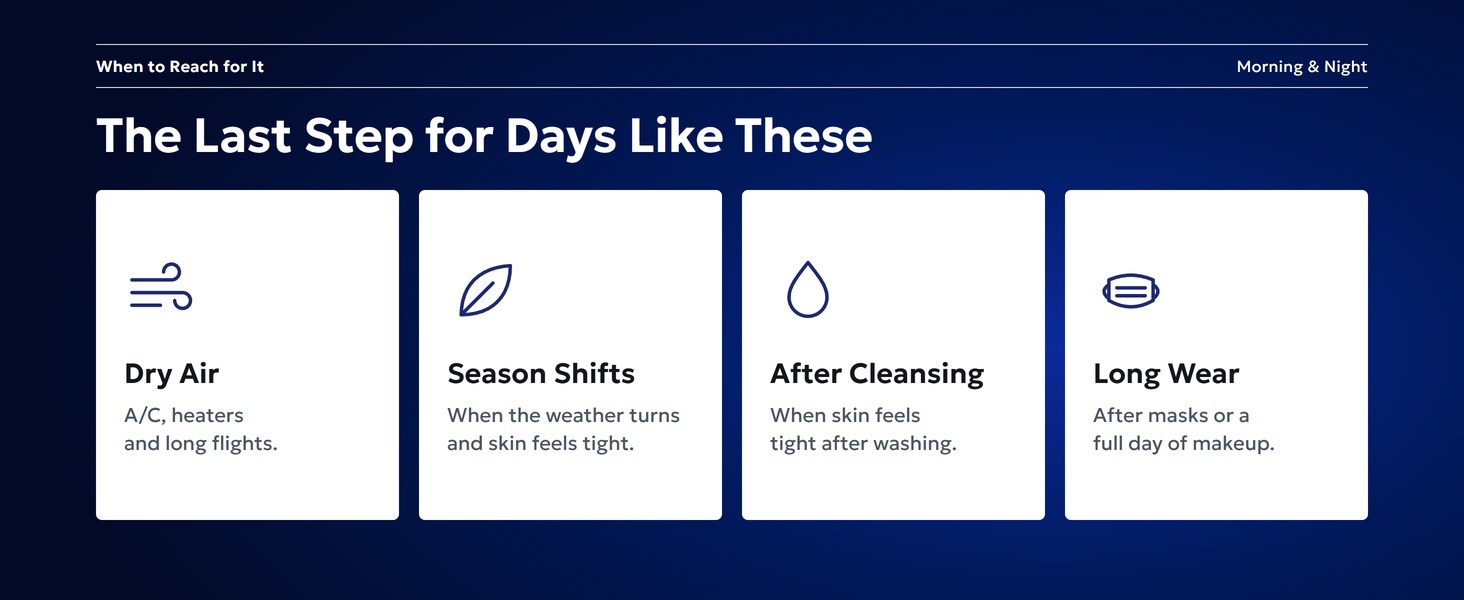 When to Reach for It
Morning & Night
The Last Step for Days Like These
Dry Air
A/C, heaters
and long flights.
Season Shifts
When the weather turns
and skin feels tight.
After Cleansing
When skin feels
tight after washing.
Long Wear
After masks or a
full day of makeup.